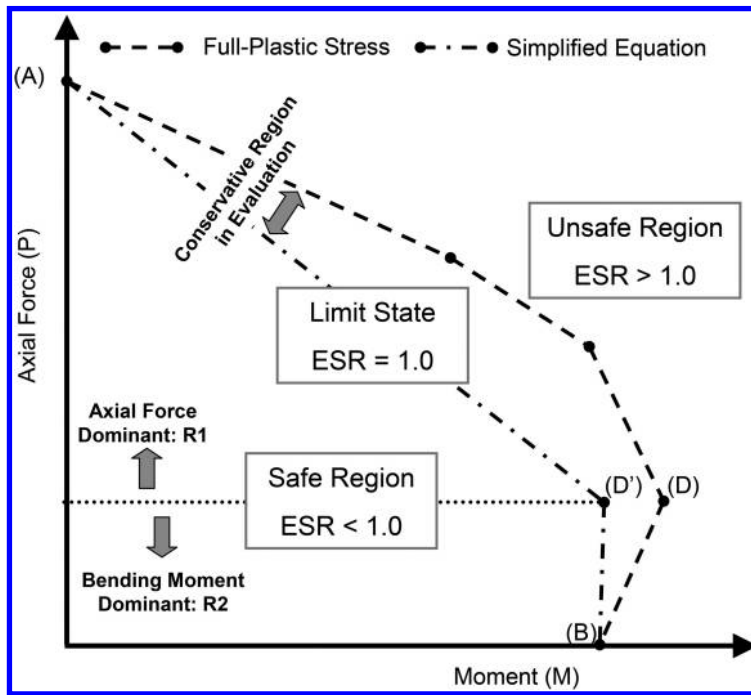 Full-Plastic Stress
Simplified Equation
(A)
Conservative Region
in Evaluation
Unsafe Region
ESR > 1.0
Axial Force (P)
Limit State
ESR = 1.0
Axial Force
Dominant: R1
Safe Region
ESR < 1.0
(D')
(D)
Bending Moment
Dominant: R2
(B)
Moment (M)